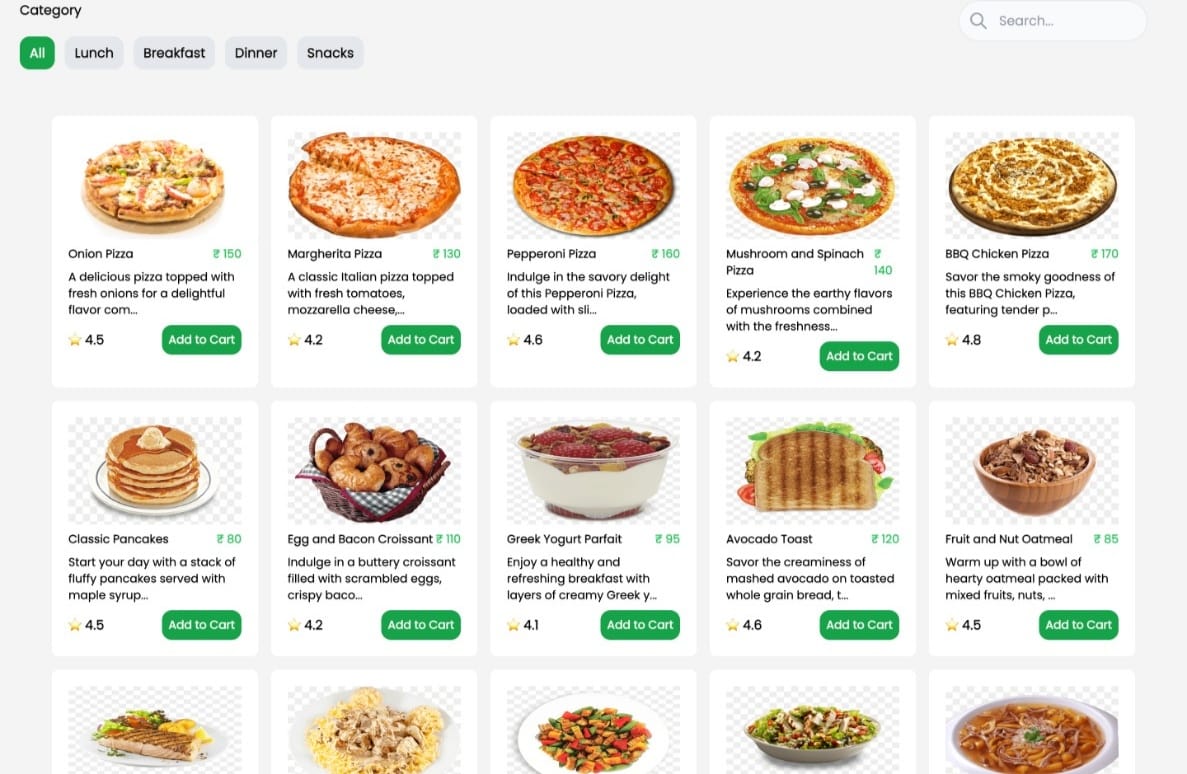 Category
Search...
All
Lunch
Breakfast
Dinner
Snacks
Onion Pizza ₹ 150
A delicious pizza topped with
fresh onions for a delightful
flavor com...
4.5 Add to Cart
Margherita Pizza ₹ 130
A classic Italian pizza topped
with fresh tomatoes,
mozzarella cheese,...
4.2 Add to Cart
Pepperoni Pizza ₹ 160
Indulge in the savory delight
of this Pepperoni Pizza,
loaded with sli...
4.6 Add to Cart
Mushroom and Spinach ₹
Pizza 140
Experience the earthy flavors
of mushrooms combined
with the freshness...
4.2 Add to Cart
BBQ Chicken Pizza ₹ 170
Savor the smoky goodness of
this BBQ Chicken Pizza,
featuring tender p...
4.8 Add to Cart
Classic Pancakes ₹ 80
Start your day with a stack of
fluffy pancakes served with
maple syrup...
4.5 Add to Cart
Egg and Bacon Croissant ₹ 110
Indulge in a buttery croissant
filled with scrambled eggs,
crispy baco...
4.2 Add to Cart
Greek Yogurt Parfait ₹ 95
Enjoy a healthy and
refreshing breakfast with
layers of creamy Greek y...
4.1 Add to Cart
Avocado Toast ₹ 120
Savor the creaminess of
mashed avocado on toasted
whole grain bread, t...
4.6 Add to Cart
Fruit and Nut Oatmeal ₹ 85
Warm up with a bowl of
hearty oatmeal packed with
mixed fruits, nuts, ...
4.5 Add to Cart